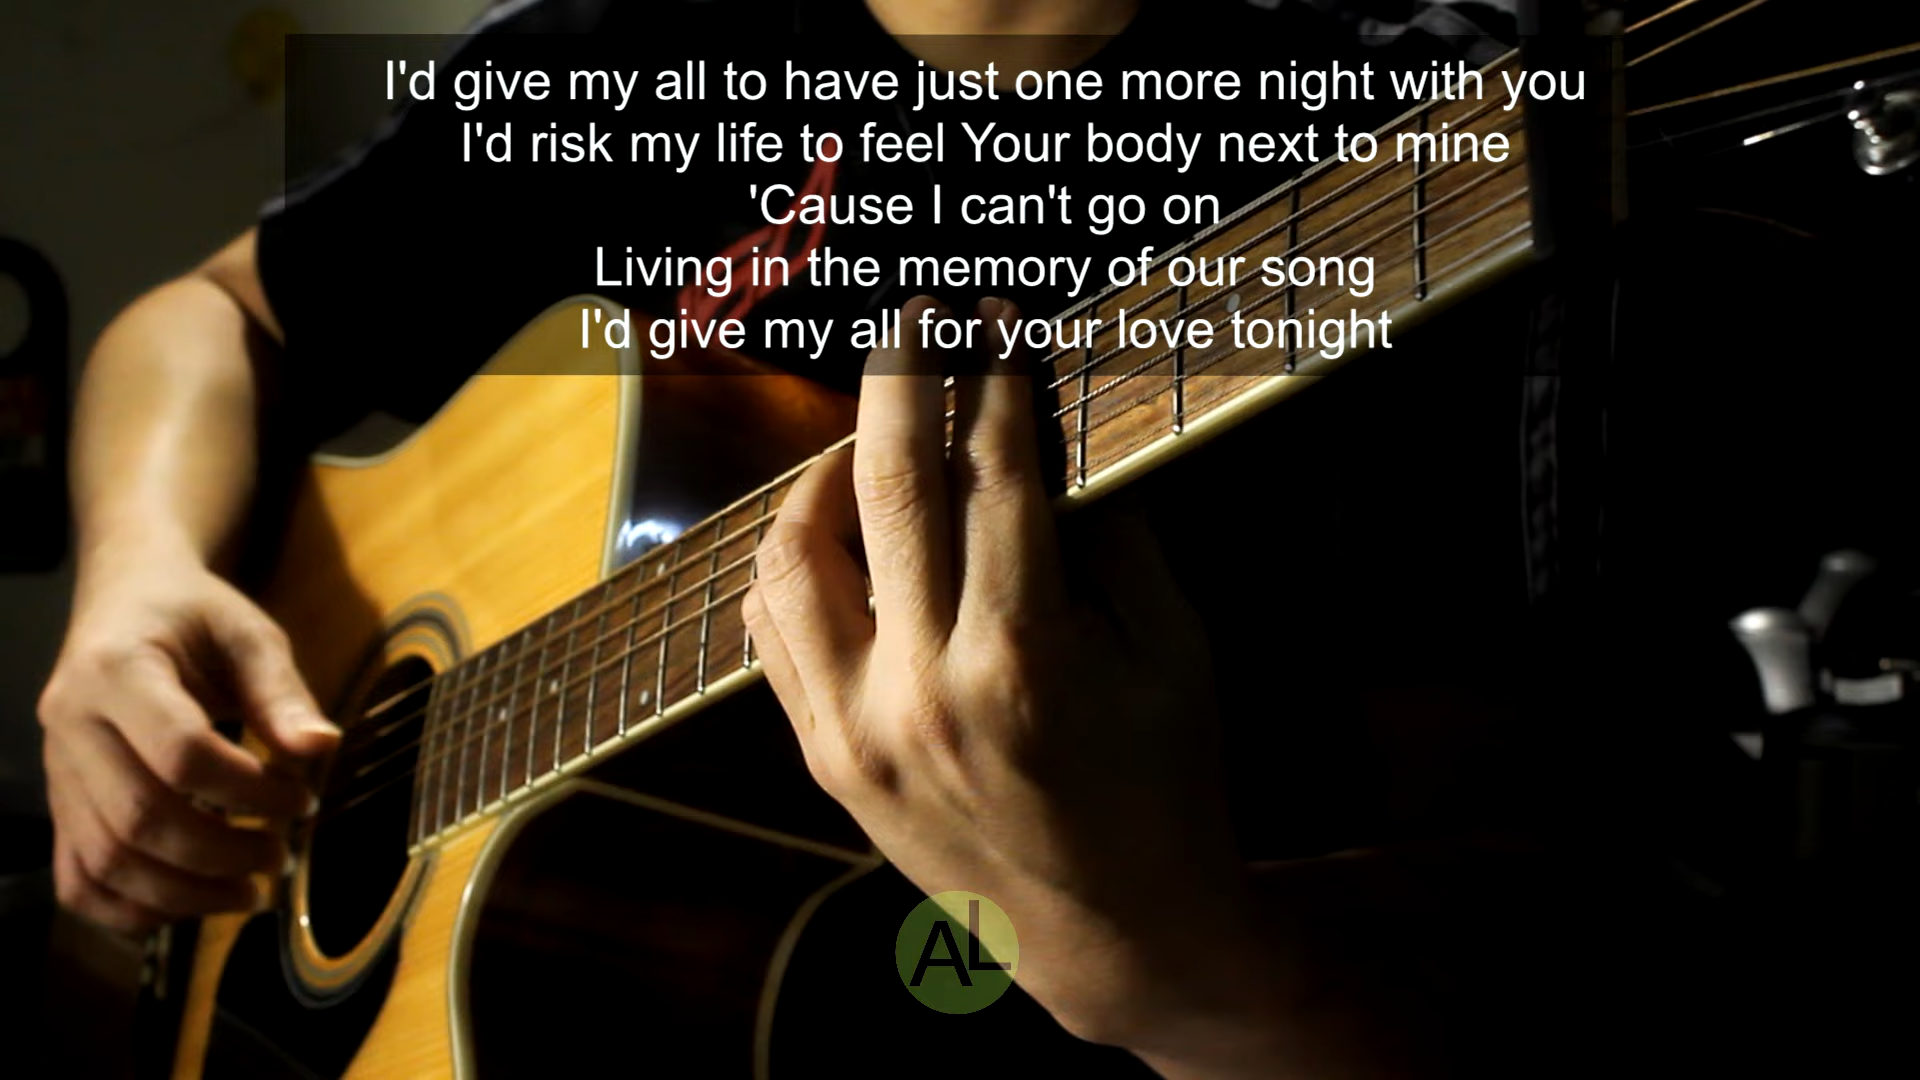 I'd give my all to have just one more night with you
I'd risk my life to feel Your body next to mine
'Cause I can't go on
Living in the memory of our song
I'd give my all for your love tonight
AL